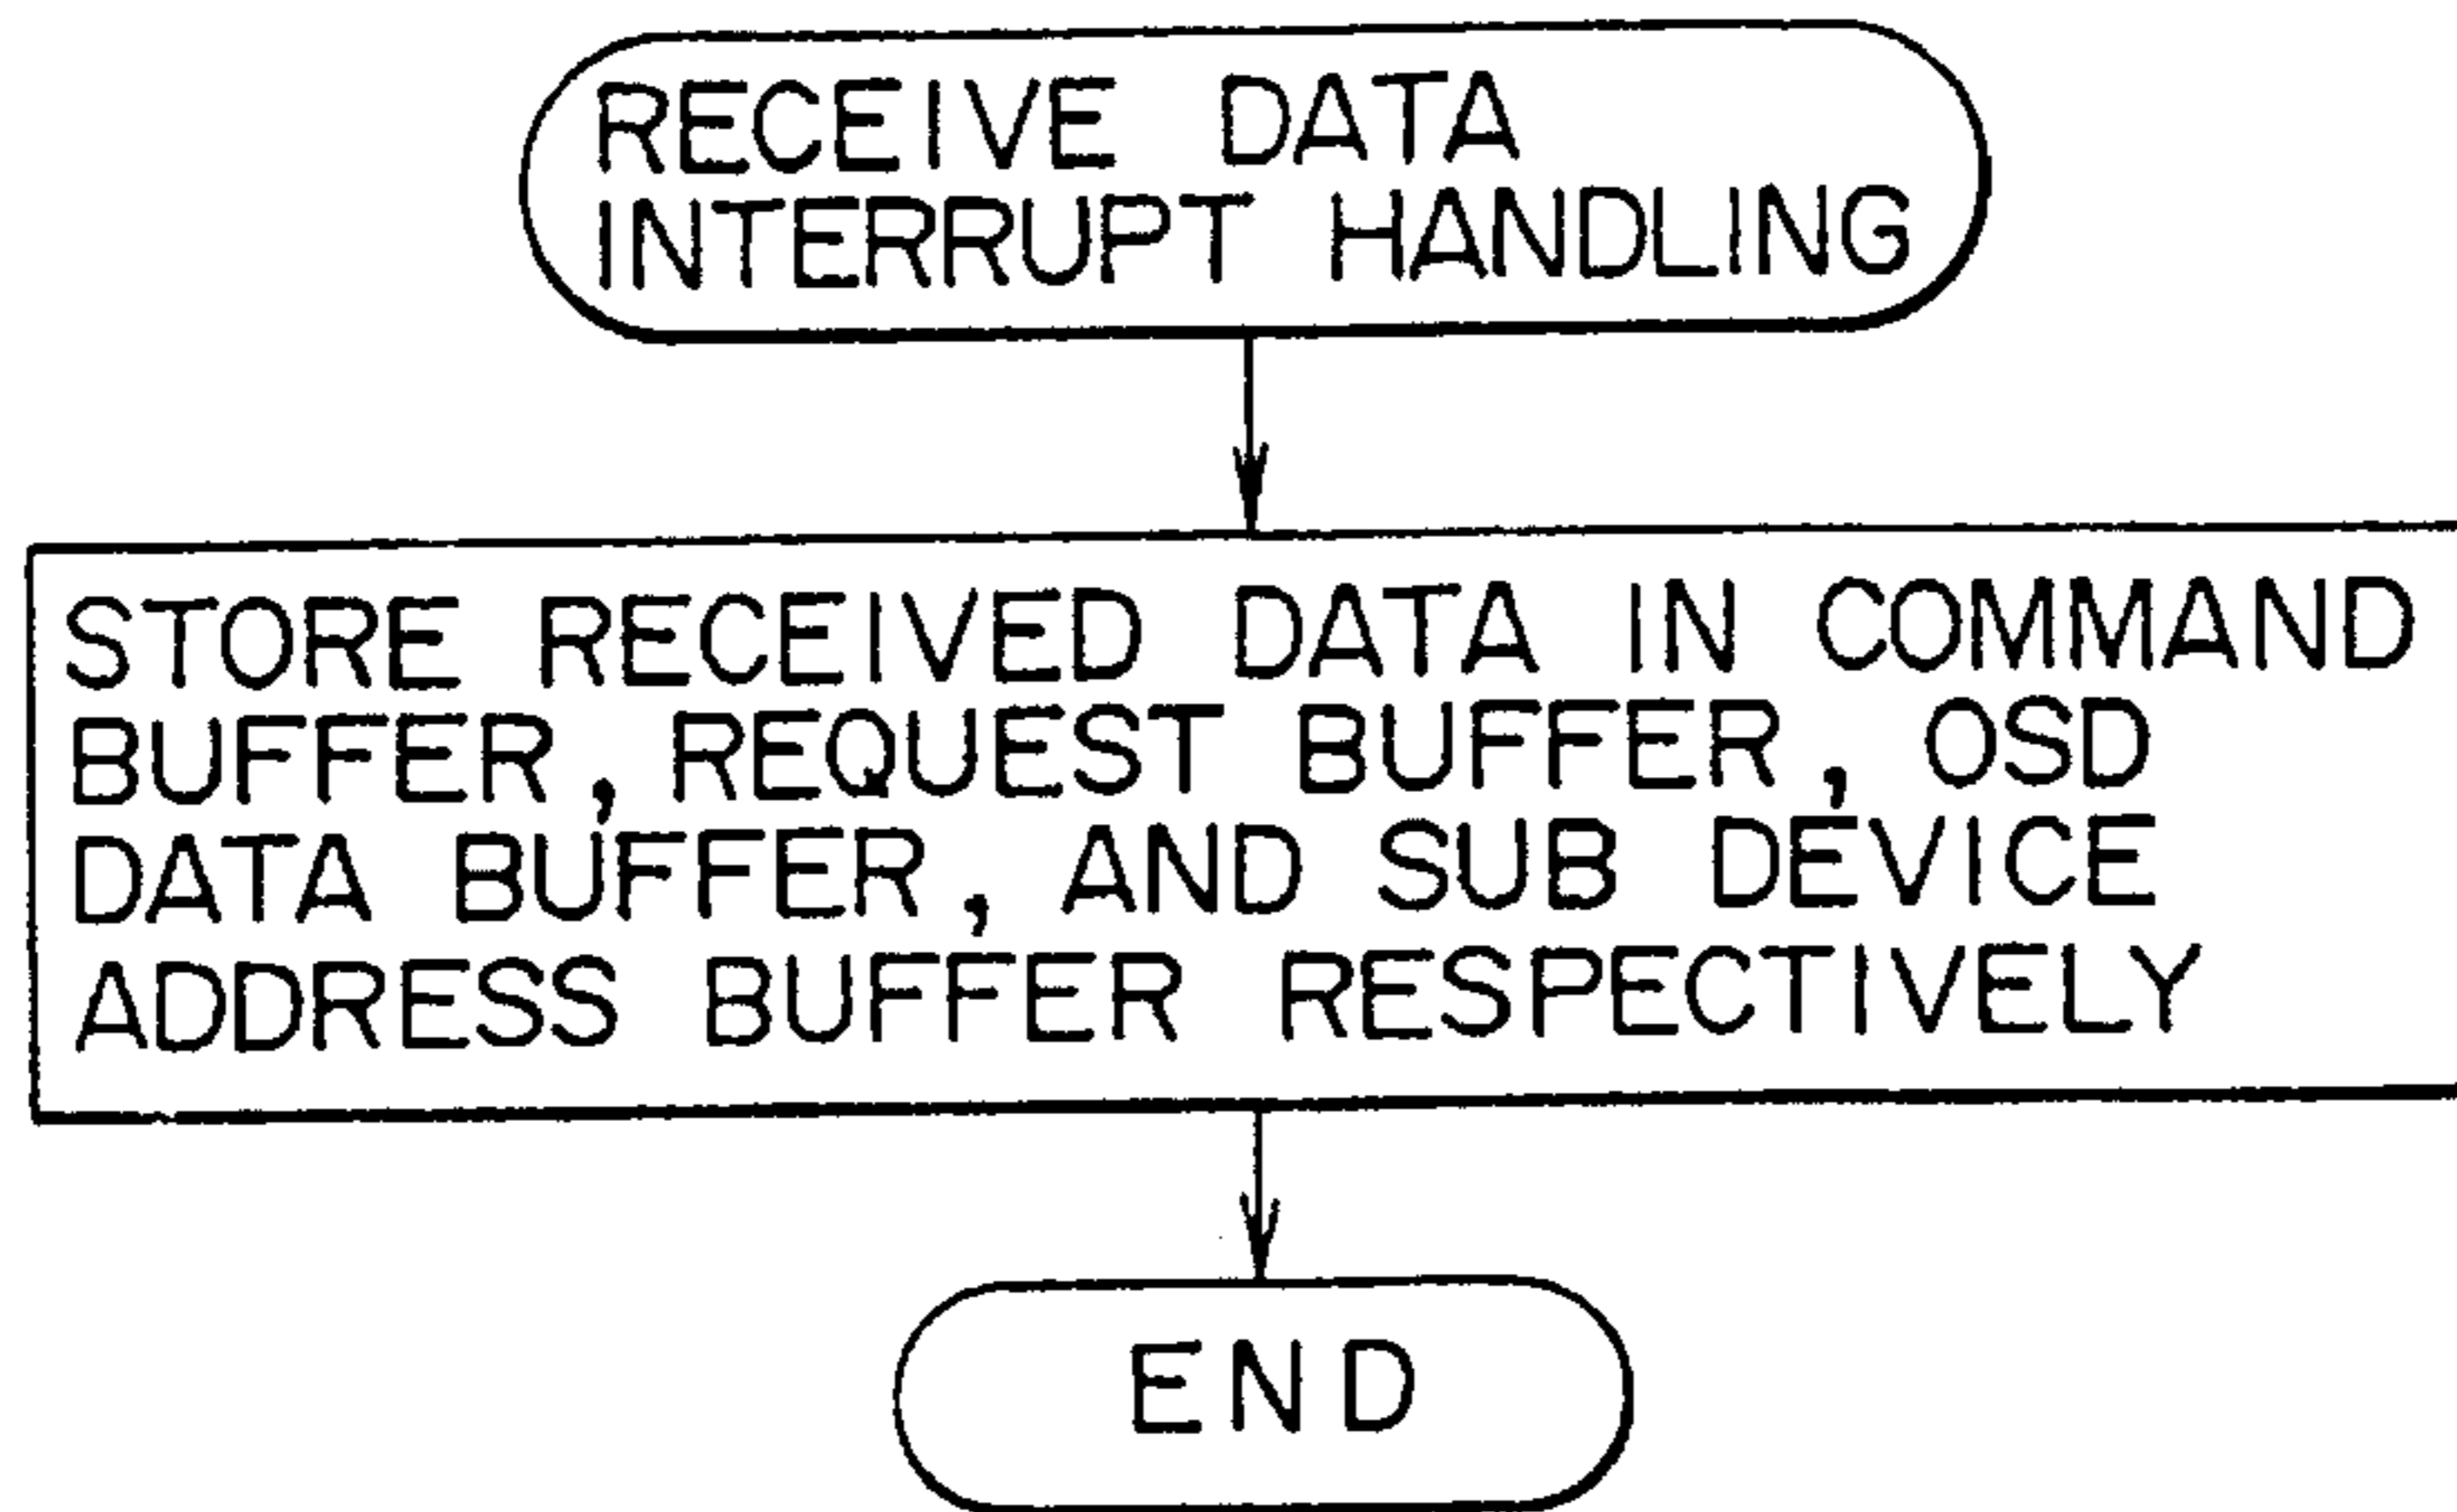 RECEIVE DATA
INTERRUPT HANDLING
STORE RECEIVED DATA IN COMMAND
BUFFER, REQUEST BUFFER, OSD
DATA BUFFER, AND SUB DEVICE
ADDRESS BUFFER RESPECTIVELY
END